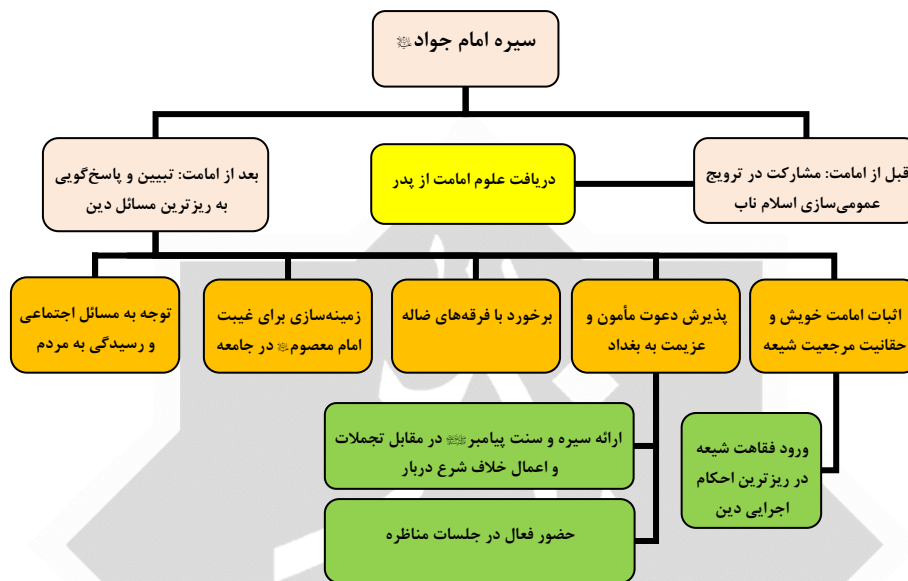 سیره امام جواد
قبل از امامت: مشارکت در ترویج
عمومی‌سازی اسلام ناب
دریافت علوم امامت از پدر
بعد از امامت: تبیین و پاسخ‌گویی
به ریزترین مسائل دین
اثبات امامت خویش و
حقانیت مرجعیت شیعه
پذیرش دعوت مأمون و
عزیمت به بغداد
برخورد با فرقه‌های ضاله
زمینه‌سازی برای غیبت
امام معصوم در جامعه
توجه به مسائل اجتماعی
و رسیدگی به مردم
ورود فقاهت شیعه
در ریزترین احکام
اجرایی دین
ارائه سیره و سنت پیامبر در مقابل تجملات
و اعمال خلاف شرع دربار
حضور فعال در جلسات مناظره